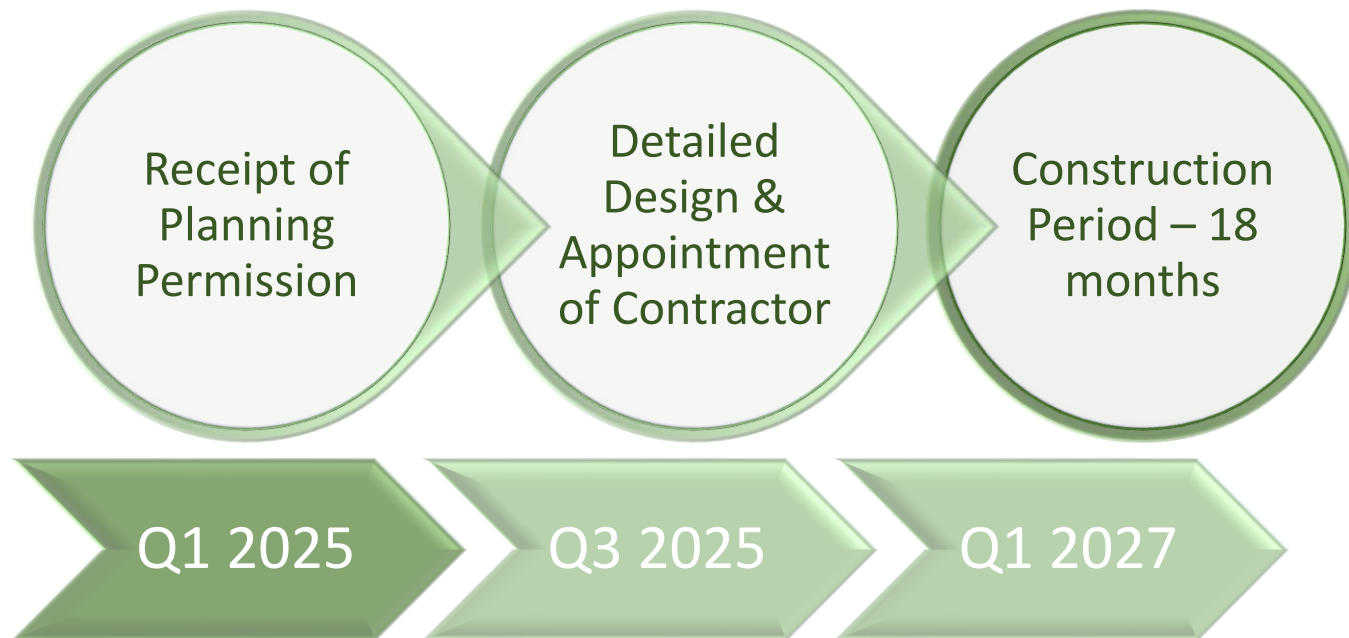 Receipt of
Planning
Permission
Detailed
Design &
Appointment
of Contractor
Construction
Period – 18
months
Q1 2025
Q3 2025
Q1 2027